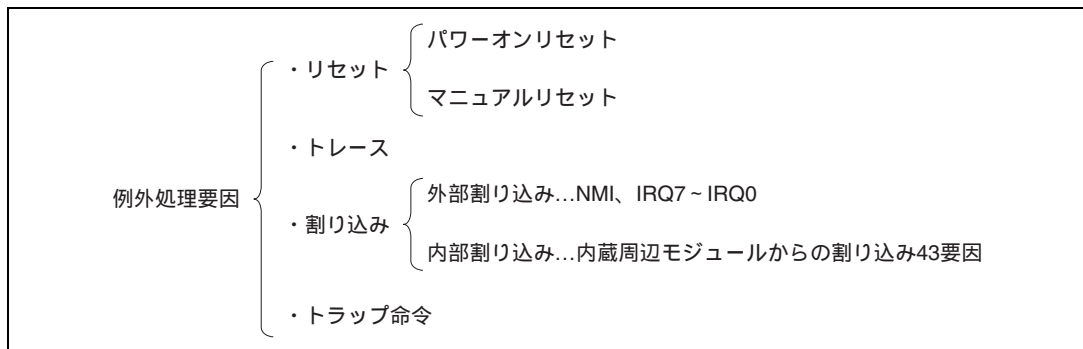 例外処理要因
・リセット
パワーオンリセット
マニュアルリセット
・トレース
・割り込み
外部割り込み…NMI、IRQ7~IRQ0
内部割り込み…内蔵周辺モジュールからの割り込み43要因
・トラップ命令